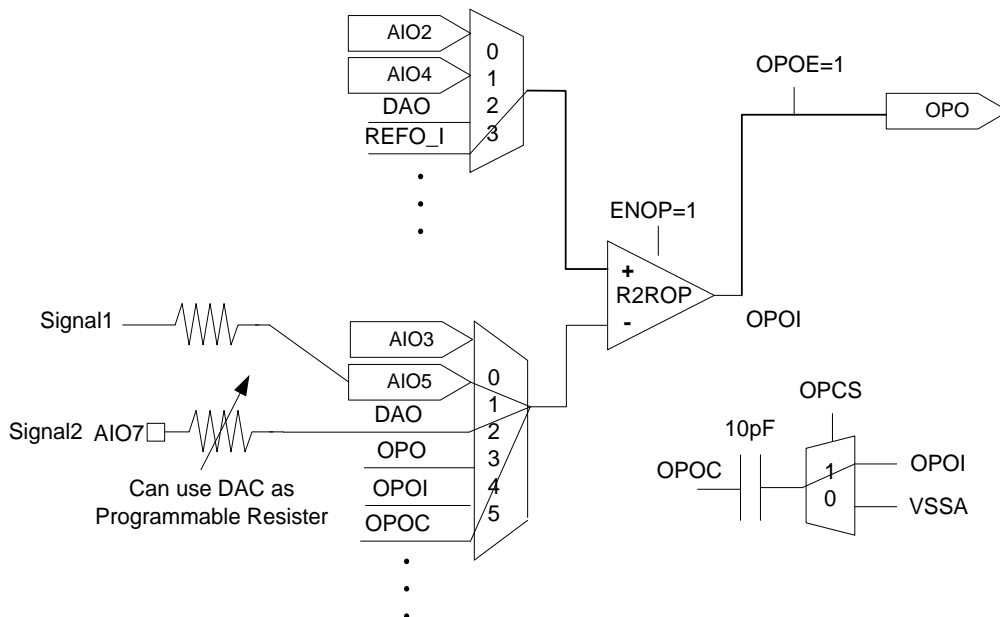 AIO2
0
AIO4
1
DAO
2
REFO_I
3
OPOE=1
OPO
ENOP=1
+
R2ROP
-
OPOI
Signal1
AIO3
0
AIO5
1
DAO
2
Signal2 AIO7
OPO
3
OPOI
4
OPOC
5
Can use DAC as
Programmable Resister
OPCS
10pF
OPOC
1
OPOI
0
VSSA